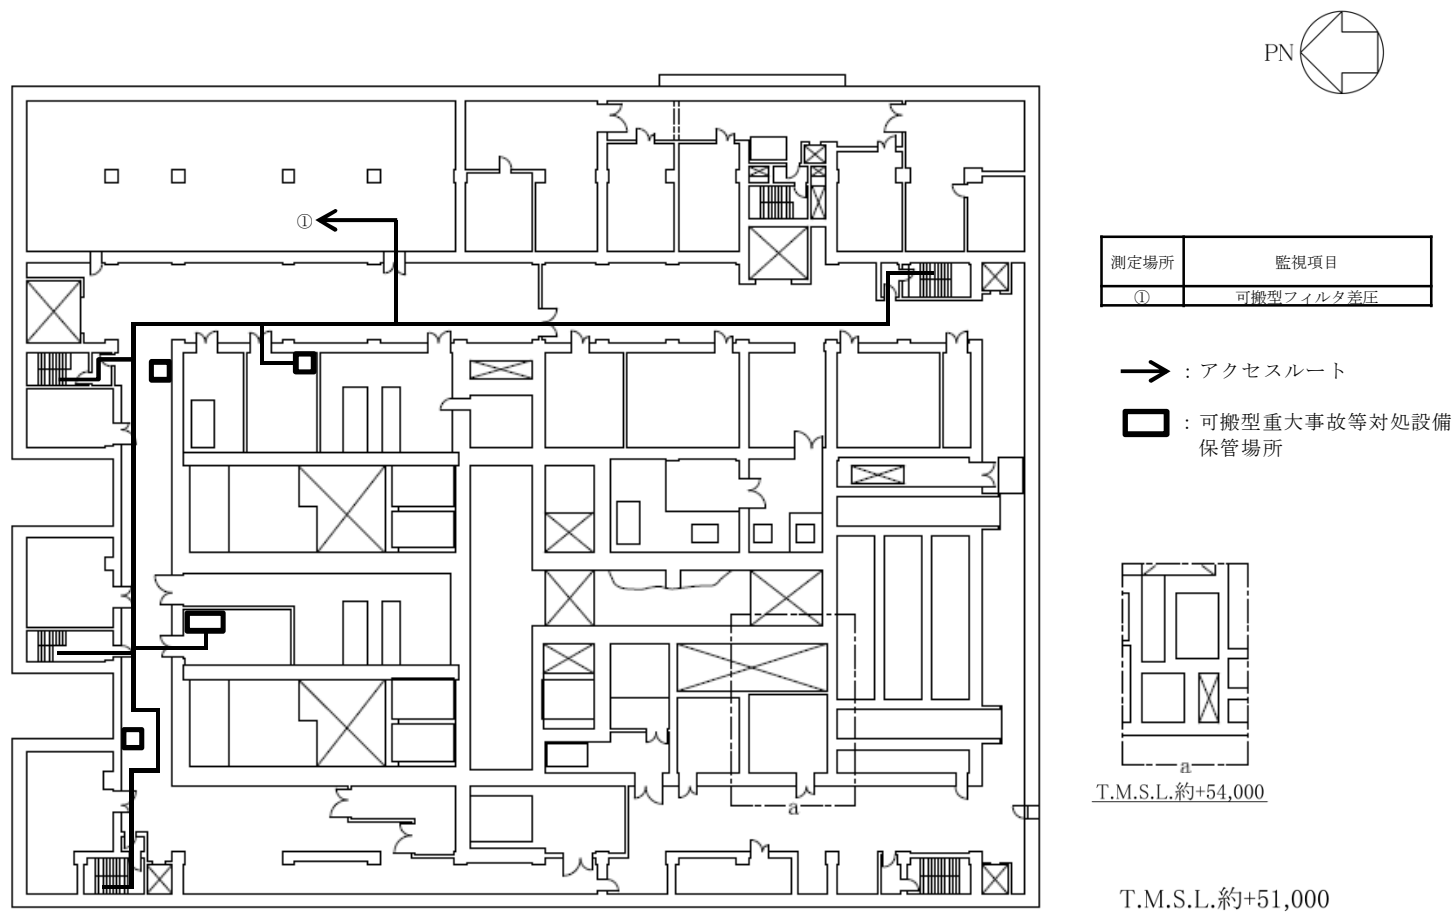 PN
①
測定場所 監視項目
① 可搬型フィルタ差圧
：アクセスルート
：可搬型重大事故等対処設備
保管場所
a
T.M.S.L.約+54,000
a
T.M.S.L.約+51,000